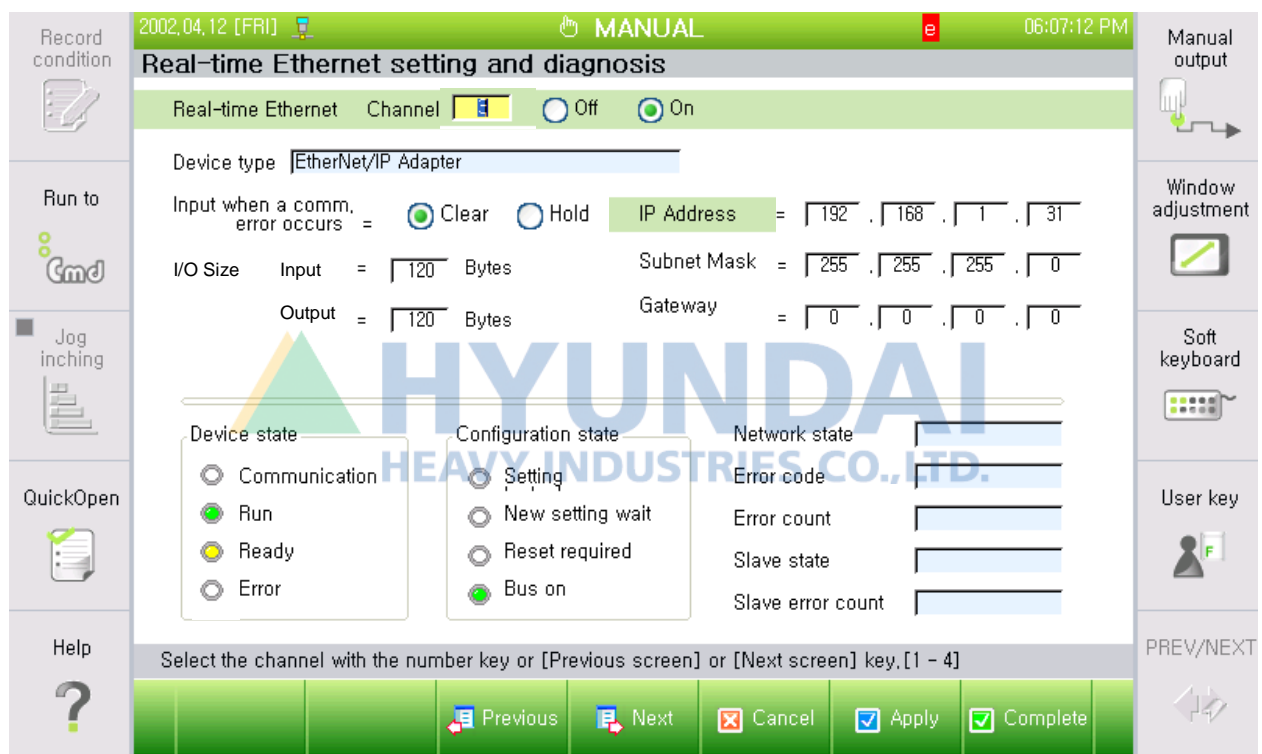 Record condition
2002,04,12 [FRI] MANUAL e 06:07:12 PM
Manual output
Real-time Ethernet setting and diagnosis
Real-time Ethernet Channel Off On
Device type EtherNet/IP Adapter
Run to
Cmd
Window adjustment
Input when a comm, error occurs = Clear Hold
IP Address = 192 . 168 . 1 . 31
I/O Size Input = 120 Bytes
Subnet Mask = 255 . 255 . 255 . 0
Output = 120 Bytes
Gateway = 0 . 0 . 0 . 0
Jog inching
Soft keyboard
HYUNDAI
HEAVY INDUSTRIES CO., LTD.
Device state
Communication
Run
Ready
Error
Configuration state
Setting
New setting wait
Reset required
Bus on
Network state
Error code
Error count
Slave state
Slave error count
QuickOpen
User key
F
Help
?
PREV/NEXT
Select the channel with the number key or [Previous screen] or [Next screen] key,[1 - 4]
Previous Next Cancel Apply Complete